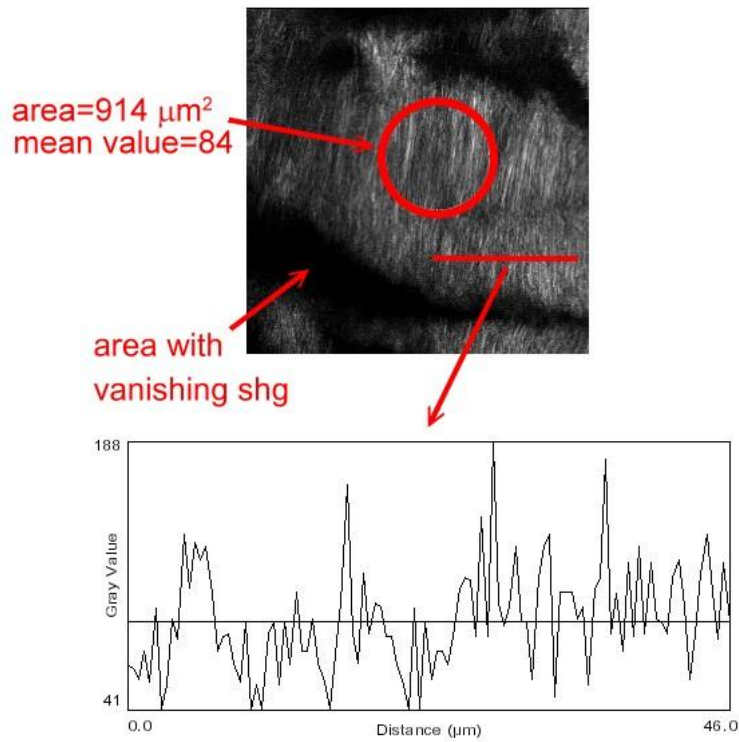 area=914 μm²
mean value=84
area with
vanishing shg
188
Gray Value
41
0.0
Distance (μm)
46.0